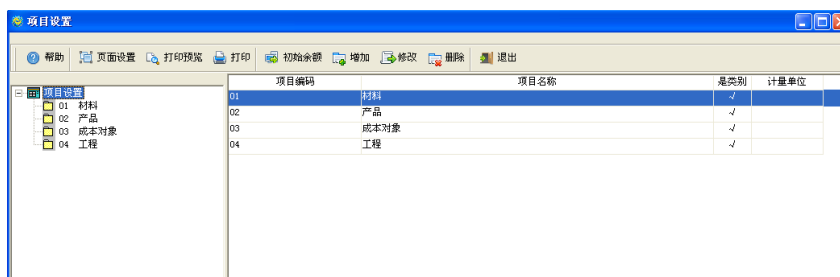 项目设置
帮助 页面设置 打印预览 打印 初始余额 增加 修改 删除 退出
项目设置
01 材料
02 产品
03 成本对象
04 工程
项目编码 项目名称 是类别 计量单位
01 材料 √
02 产品 √
03 成本对象 √
04 工程 √